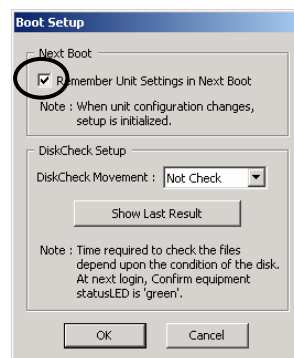 Boot Setup
Next Boot
Remember Unit Settings in Next Boot
Note : When unit configuration changes,
setup is initialized.
DiskCheck Setup
DiskCheck Movement : Not Check
Show Last Result
Note : Time required to check the files
depend upon the condition of the disk.
At next login, Confirm equipment
statusLED is 'green'.
OK Cancel